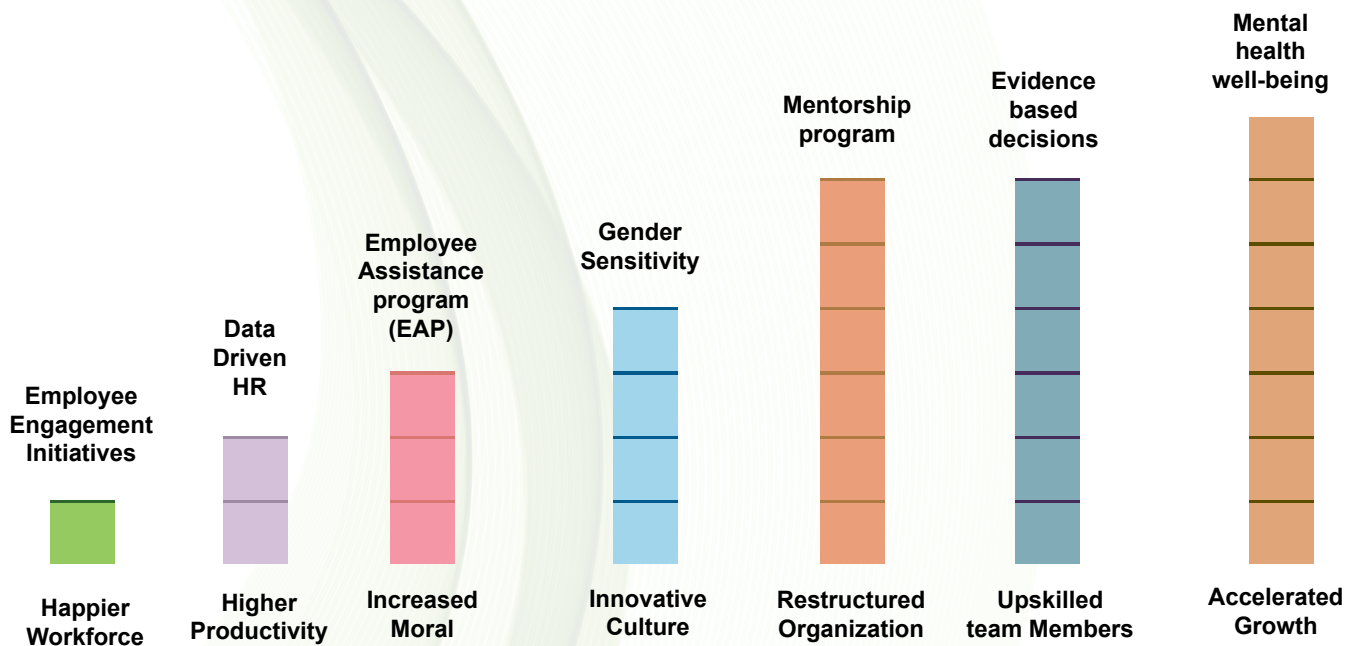 Employee
Engagement
Initiatives
Data
Driven
HR
Employee
Assistance
program
(EAP)
Gender
Sensitivity
Mentorship
program
Evidence
based
decisions
Mental
health
well-being
Happier
Workforce
Higher
Productivity
Increased
Moral
Innovative
Culture
Restructured
Organization
Upskilled
team Members
Accelerated
Growth